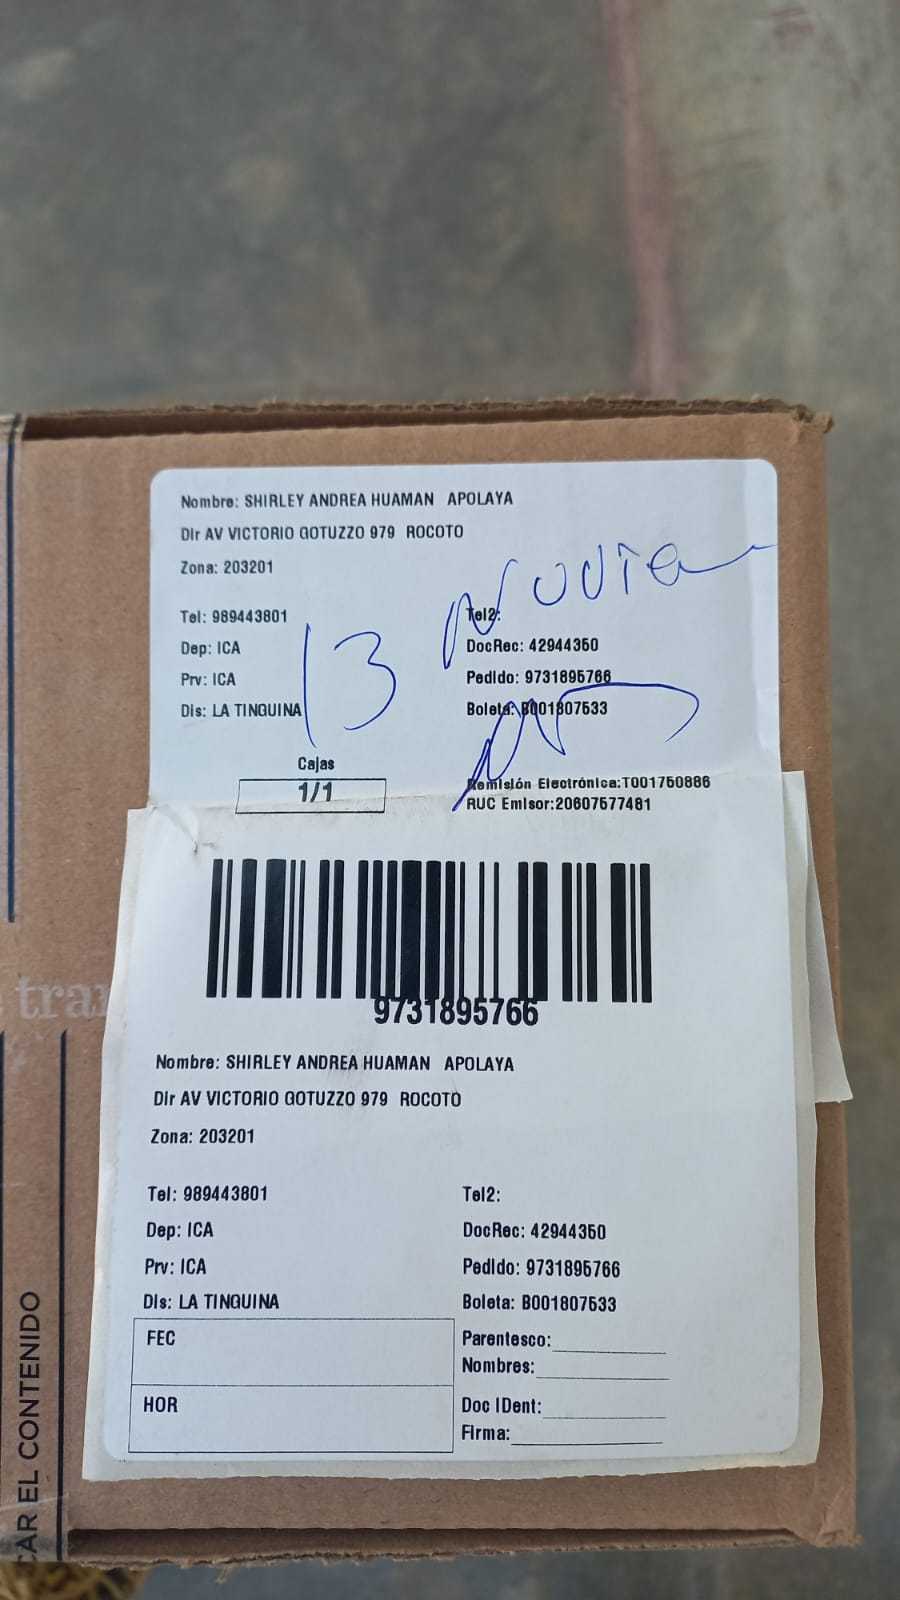 Nombre: SHIRLEY ANDREA HUAMAN APOLAYA
Dir AV VICTORIO GOTUZZO 979 ROCOTO
Zona: 203201
Tel: 989443801
Tel2:
Dep: ICA
DocRec: 42944350
Prv: ICA
Pedido: 9731895766
Dis: LA TINGUINA
Boleta: B001807533
13
Cajas
1/1
Remisión Electrónica:T001750886
RUC Emisor:20607577481
9731895766
Nombre: SHIRLEY ANDREA HUAMAN APOLAYA
Dir AV VICTORIO GOTUZZO 979 ROCOTO
Zona: 203201
Tel: 989443801
Tel2:
Dep: ICA
DocRec: 42944350
Prv: ICA
Pedido: 9731895766
Dis: LA TINGUINA
Boleta: B001807533
FEC
Parentesco:
Nombres:
HOR
Doc IDent:
Firma:
CAR EL CONTENIDO
tra